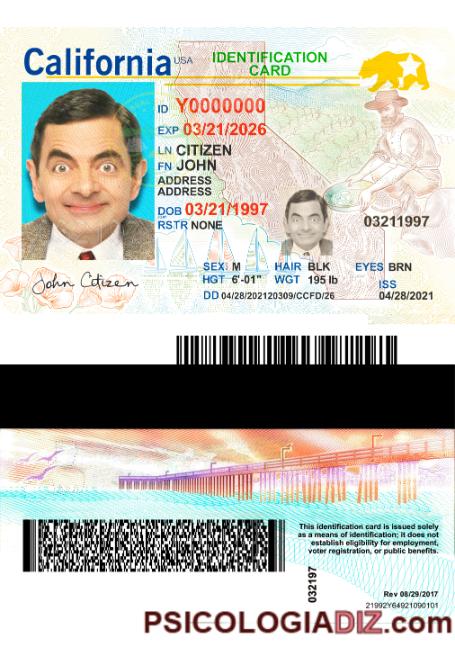 California USA IDENTIFICATION
CARD
ID Y0000000
EXP 03/21/2026
LN CITIZEN
FN JOHN
ADDRESS
ADDRESS
DOB 03/21/1997
RSTR NONE
03211997
SEX M HAIR BLK EYES BRN
HGT 6'-01" WGT 195 lb ISS
DD 04/28/202120309/CCFD/26 04/28/2021
John Citizen
This identification card is issued solely
as a means of identification; it does not
establish eligibility for employment,
voter registration, or public benefits.
032197
Rev 08/29/2017
21992Y64921090101
PSICOLOGIADIZ.com